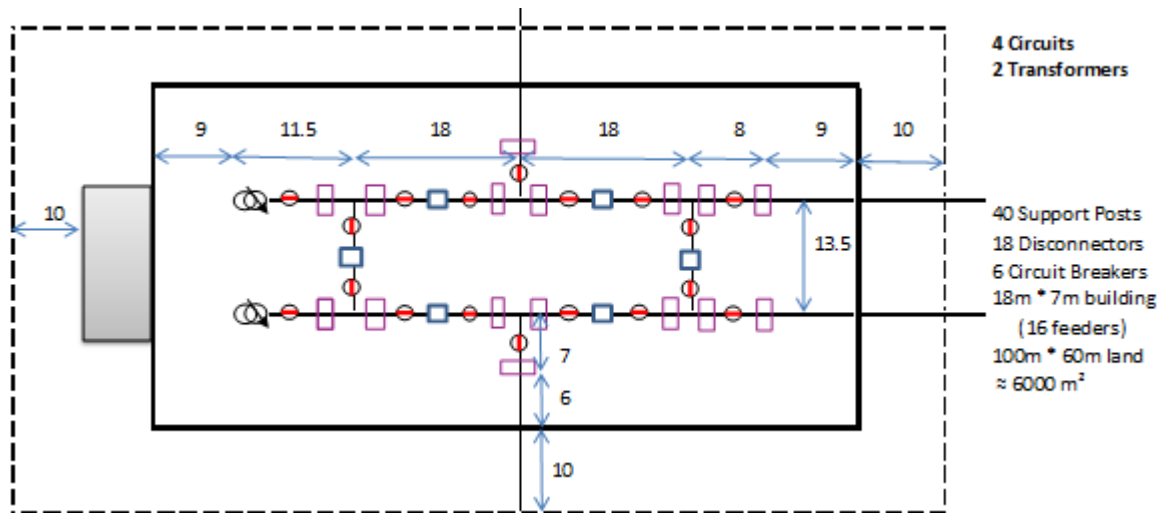 4 Circuits
2 Transformers
9 11.5 18 18 8 9 10
10
13.5
40 Support Posts
18 Disconnectors
6 Circuit Breakers
18m * 7m building
(16 feeders)
100m * 60m land
≈ 6000 m²
7
6
10